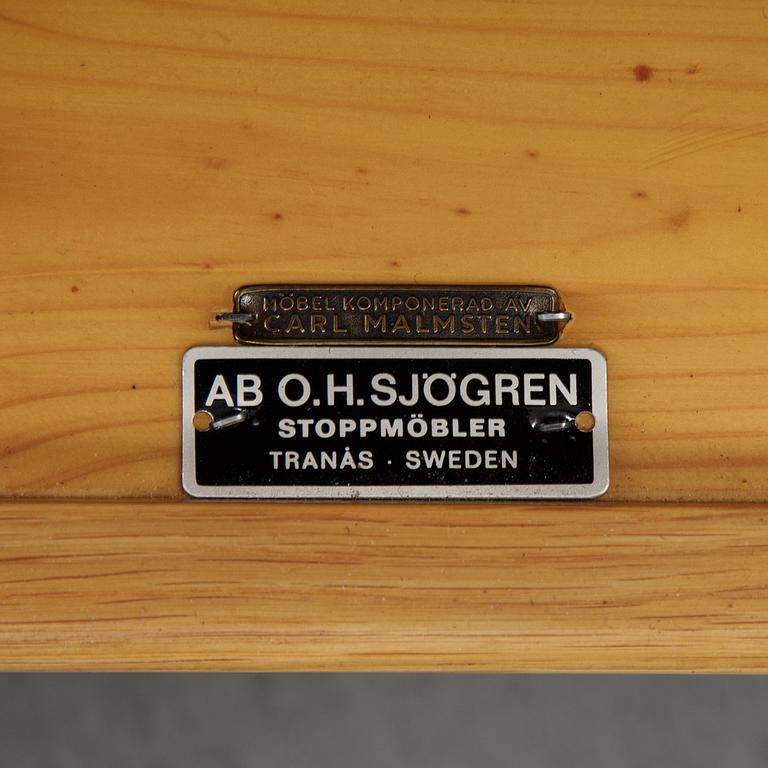 MÖBEL KOMPONERAD AV
CARL MALMSTEN
AB O.H.SJÖGREN
STOPPMÖBLER
TRANÅS · SWEDEN